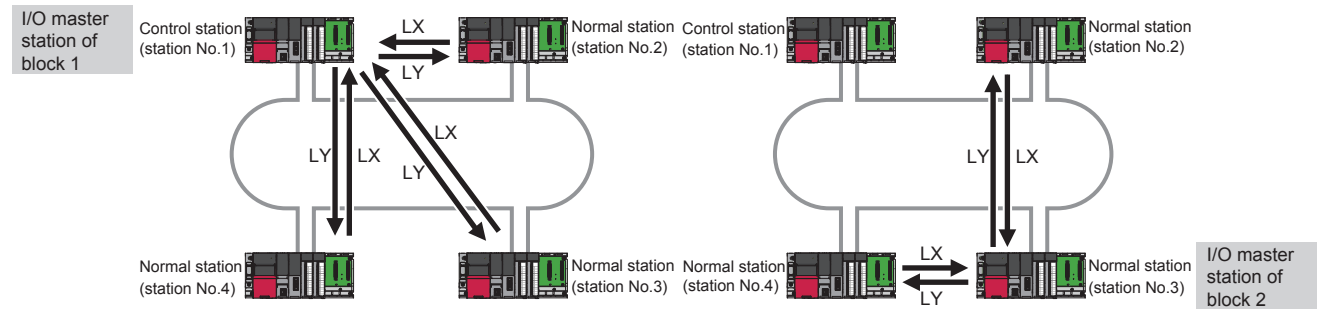 I/O master
station of
block 1
Control station
(station No.1)
LX
LY
Normal station
(station No.2)
LY
LX
LX
LY
Normal station
(station No.4)
Normal station
(station No.3)
Control station
(station No.1)
Normal station
(station No.2)
LY
LX
Normal station
(station No.4)
LX
LY
Normal station
(station No.3)
I/O master
station of
block 2